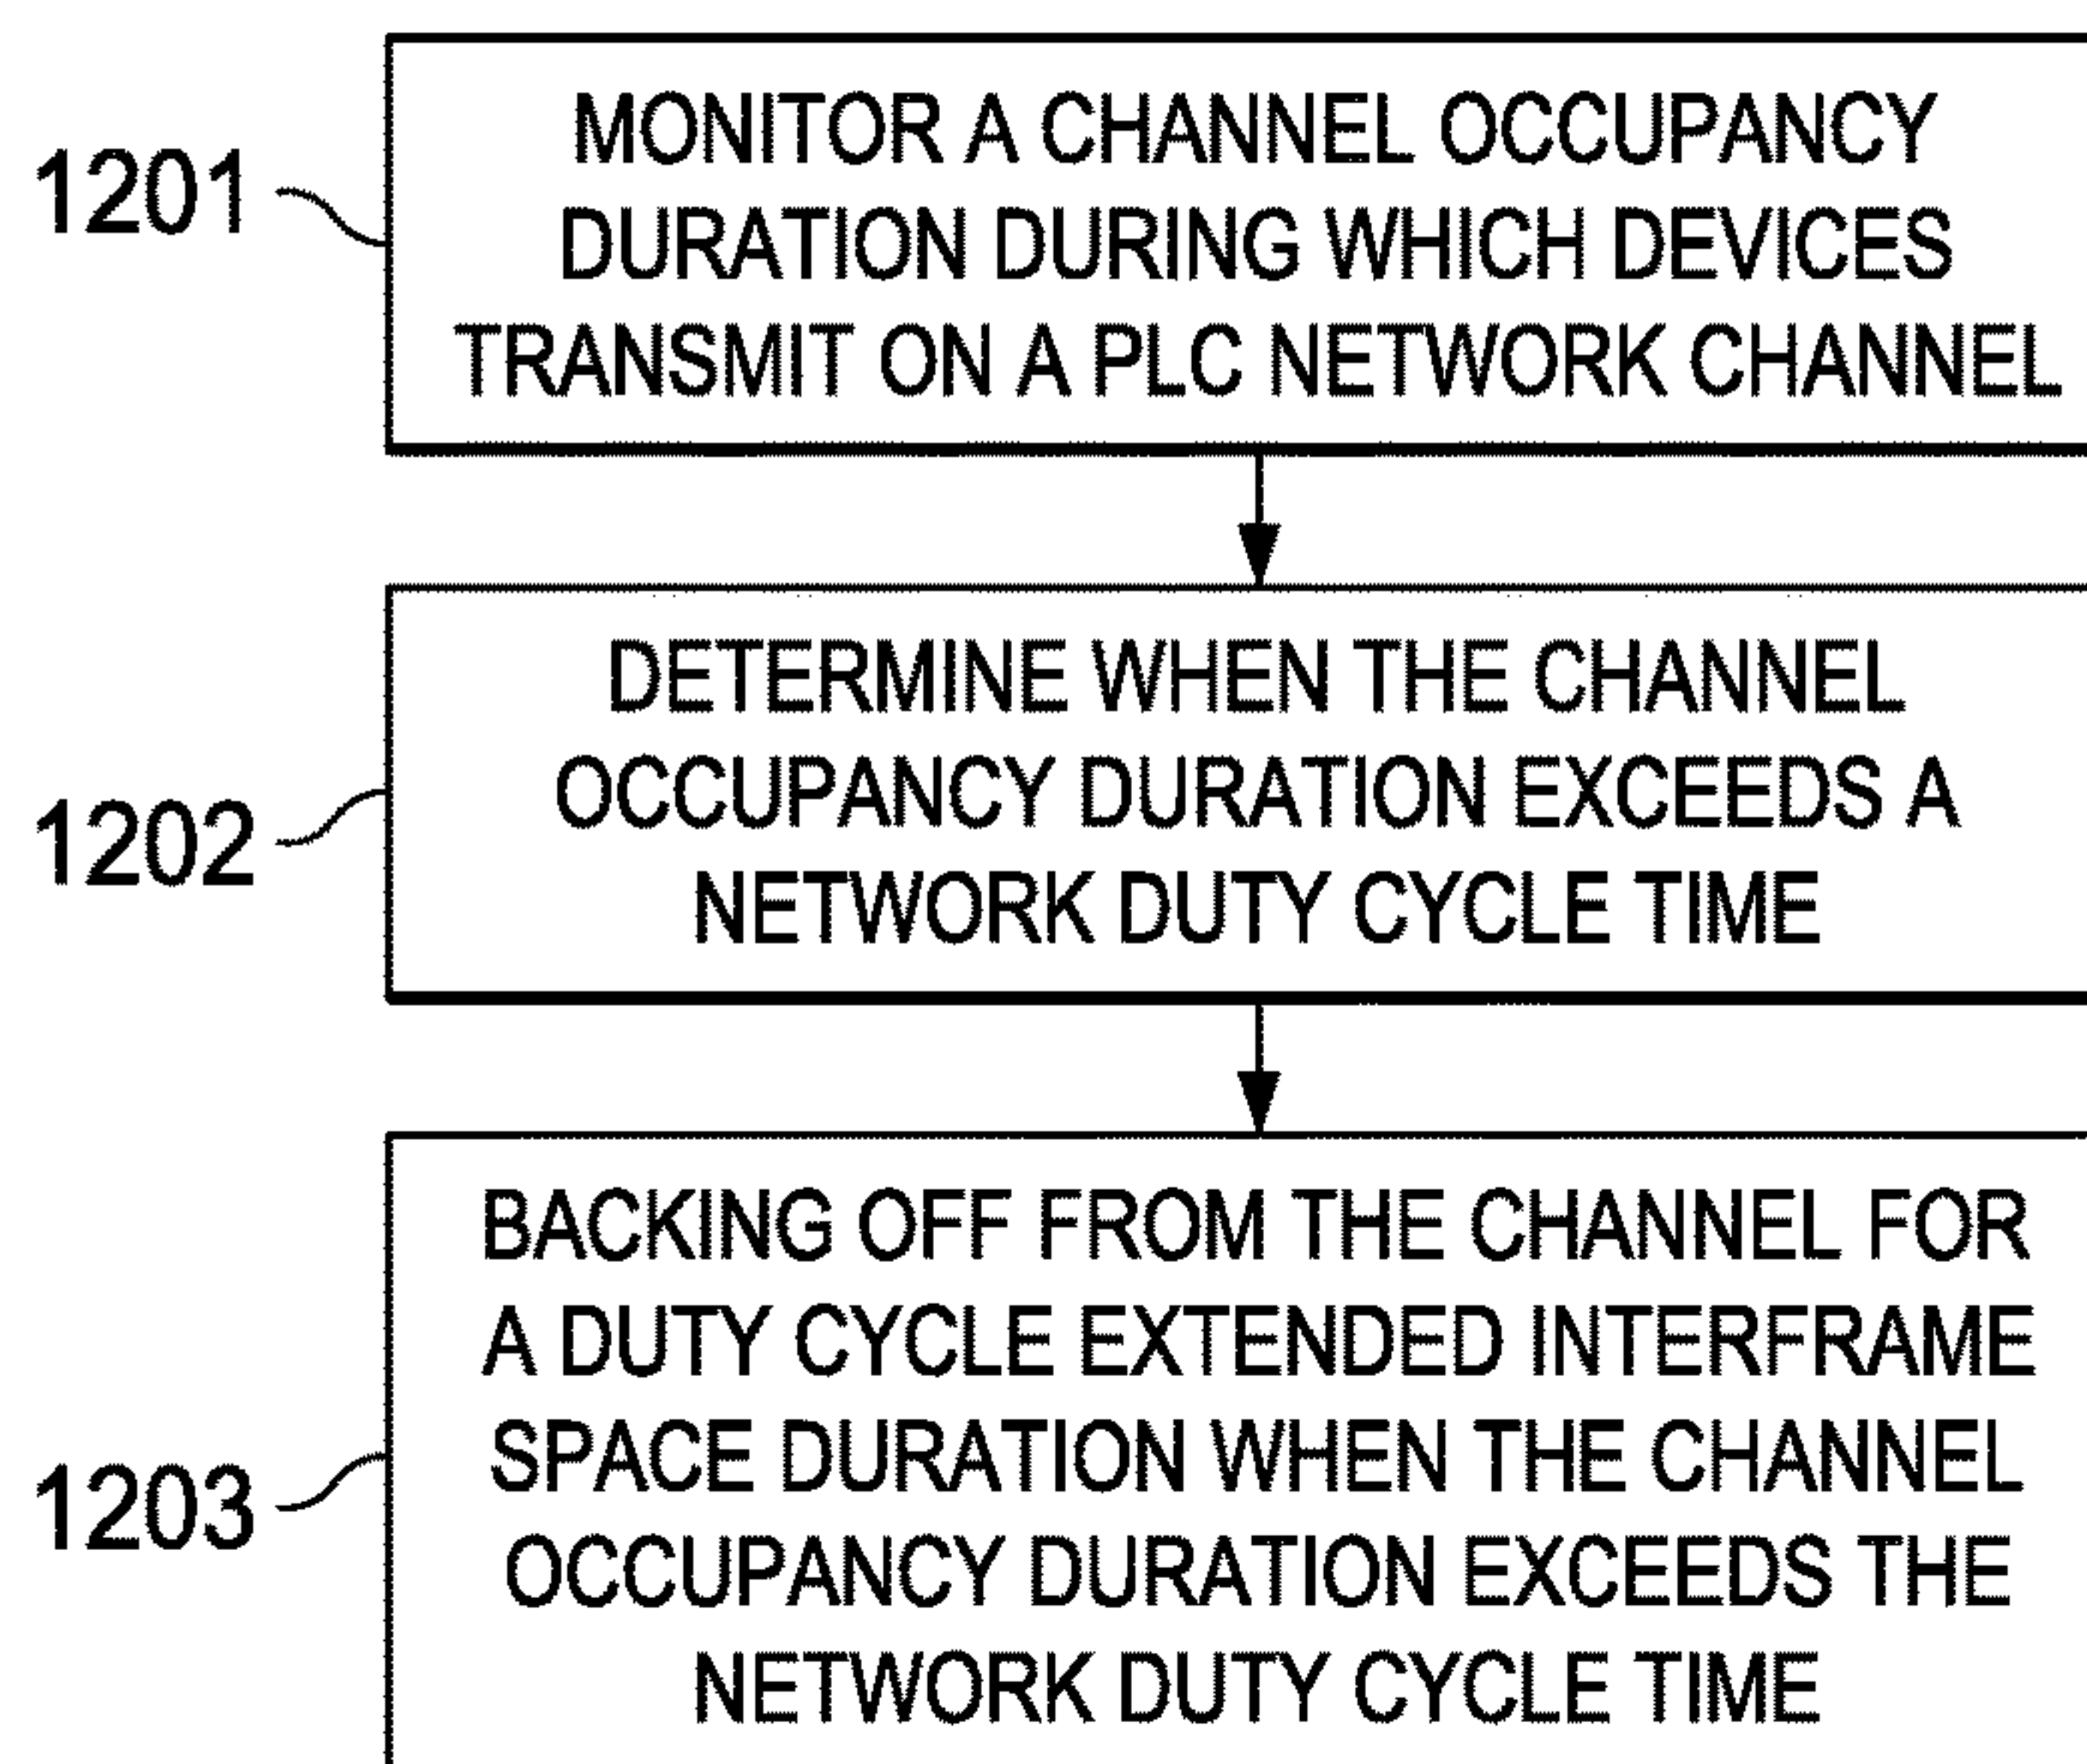 1201
MONITOR A CHANNEL OCCUPANCY
DURATION DURING WHICH DEVICES
TRANSMIT ON A PLC NETWORK CHANNEL
1202
DETERMINE WHEN THE CHANNEL
OCCUPANCY DURATION EXCEEDS A
NETWORK DUTY CYCLE TIME
1203
BACKING OFF FROM THE CHANNEL FOR
A DUTY CYCLE EXTENDED INTERFRAME
SPACE DURATION WHEN THE CHANNEL
OCCUPANCY DURATION EXCEEDS THE
NETWORK DUTY CYCLE TIME